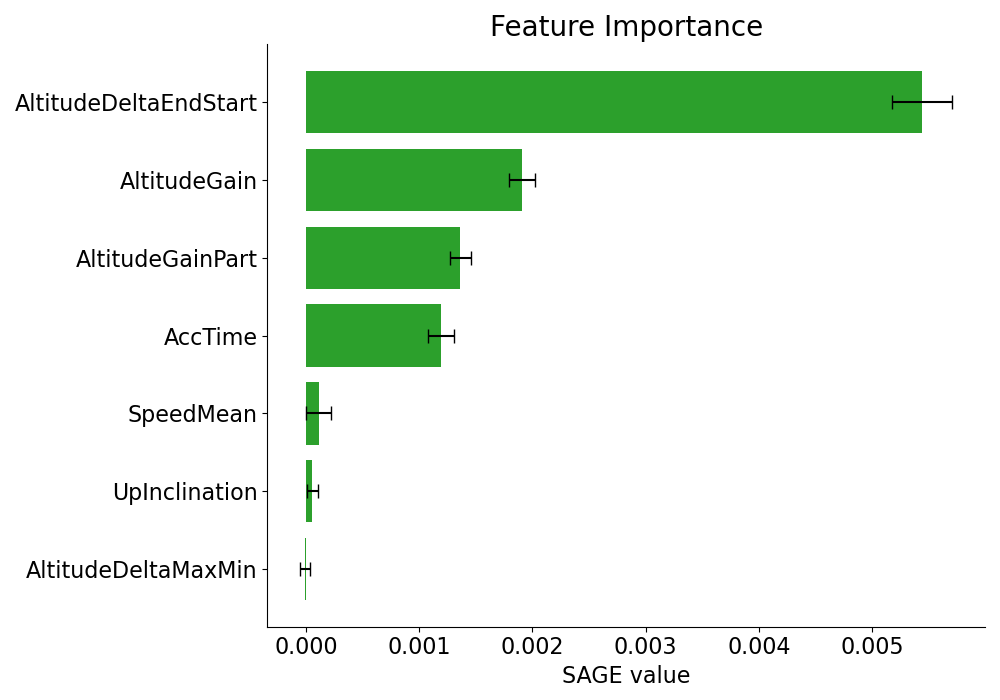 Feature Importance
AltitudeDeltaEndStart
AltitudeGain
AltitudeGainPart
AccTime
SpeedMean
UpInclination
AltitudeDeltaMaxMin
0.000 0.001 0.002 0.003 0.004 0.005
SAGE value